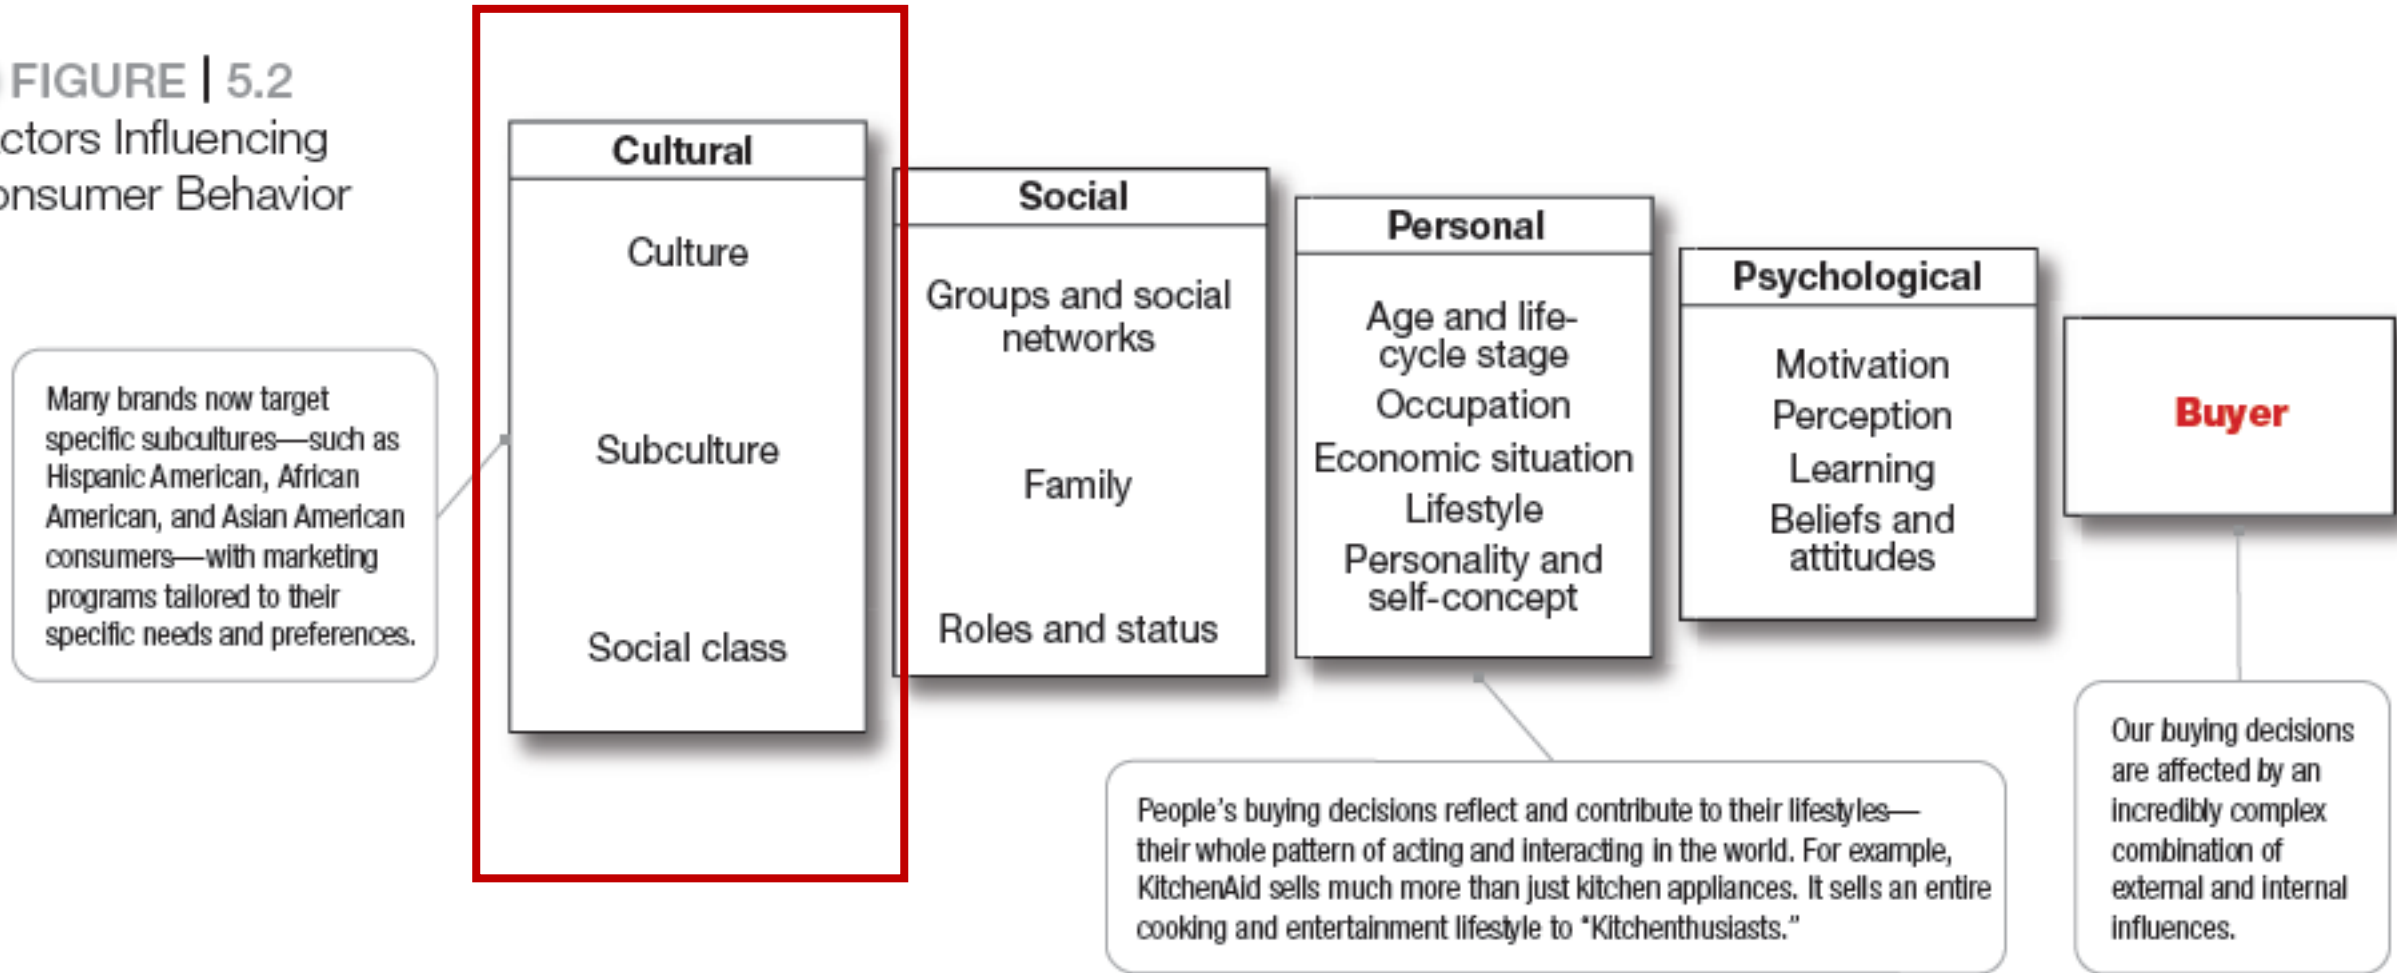 FIGURE | 5.2
ctors Influencing
onsumer Behavior
Many brands now target
specific subcultures—such as
Hispanic American, African
American, and Asian American
consumers—with marketing
programs tailored to their
specific needs and preferences.
Cultural
Culture
Subculture
Social class
Social
Groups and social
networks
Family
Roles and status
Personal
Age and life-
cycle stage
Occupation
Economic situation
Lifestyle
Personality and
self-concept
Psychological
Motivation
Perception
Learning
Beliefs and
attitudes
Buyer
People's buying decisions reflect and contribute to their lifestyles—
their whole pattern of acting and interacting in the world. For example,
KitchenAid sells much more than just kitchen appliances. It sells an entire
cooking and entertainment lifestyle to “Kitchenthusiasts.”
Our buying decisions
are affected by an
incredibly complex
combination of
external and internal
influences.